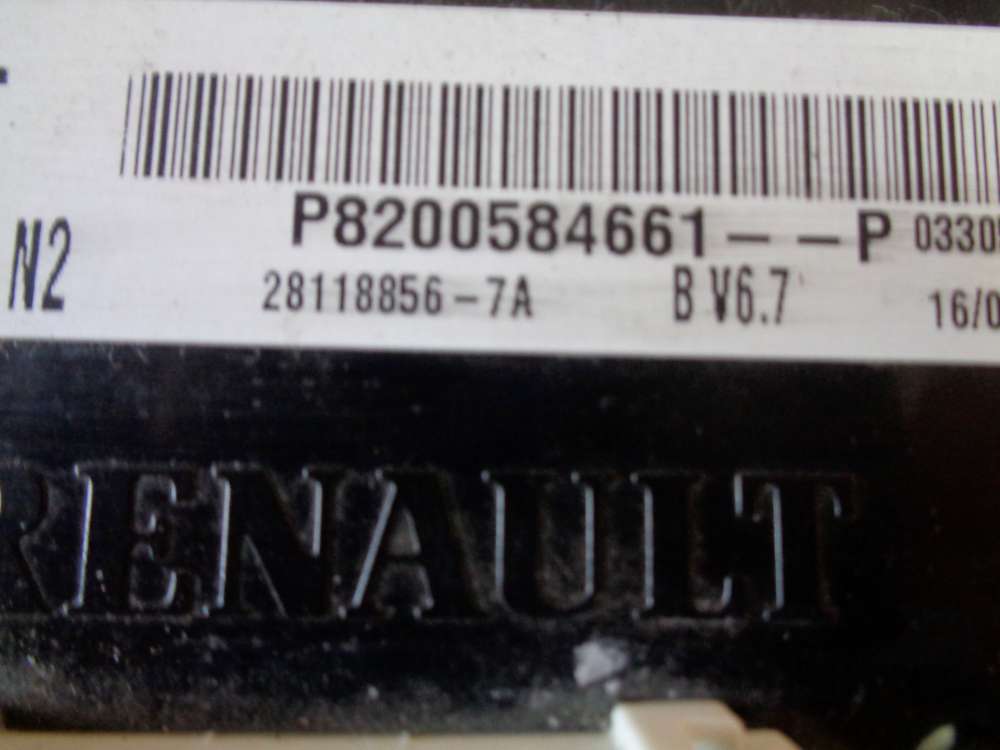 P8200584661--P 0330
N2 28118856-7A B V6.7 16/0
RENAULT